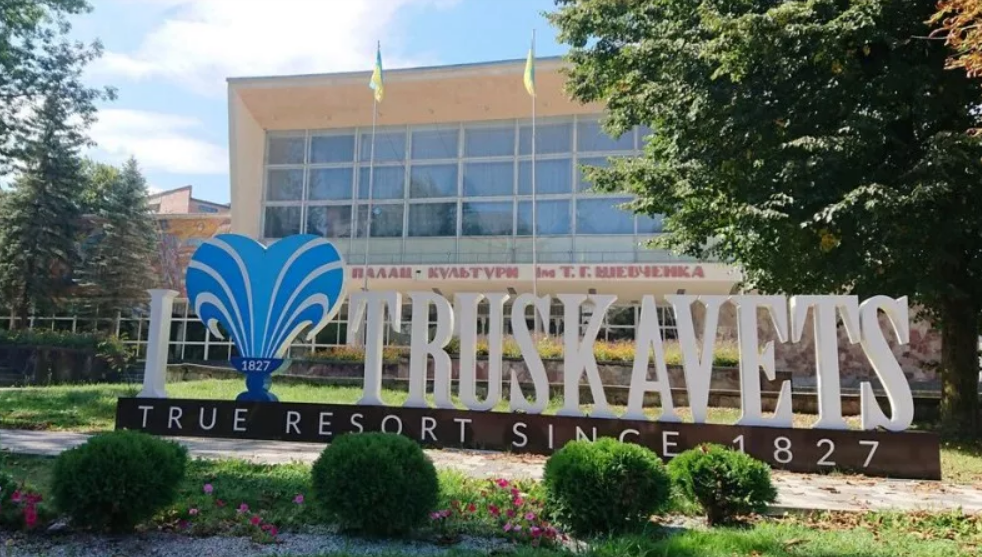 ПАЛАЦ - КУЛЬТУРИ ІМ Т. Г. ШЕВЧЕНКА
I TRUSKAVETS
1827
TRUE RESORT SINCE 1827